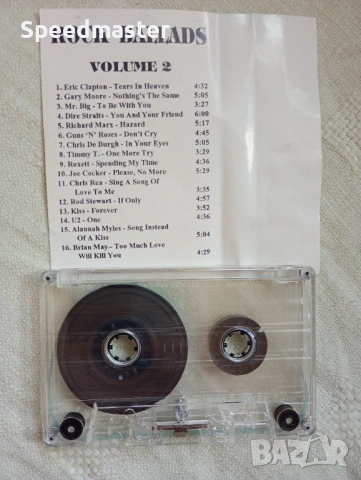 Speedmaster
ROCK BALLADS
VOLUME 2
1. Eric Clapton - Tears In Heaven 4:32
2. Gary Moore - Nothing's The Same 5:05
3. Mr. Big - To Be With You 3:27
4. Dire Straits - You And Your Friend 6:00
5. Richard Marx - Hazard 5:17
6. Guns 'N' Roses - Don't Cry 4:45
7. Chris De Burgh - In Your Eyes 5:05
8. Timmy T. - One More Try 3:29
9. Roxett - Spending My Time 4:36
10. Joe Cocker - Please, No More 5:29
11. Chris Rea - Sing A Song Of
Love To Me 3:35
12. Rod Stewart - If Only 4:57
13. Kiss - Forever 3:52
14. U2 - One 4:36
15. Alannah Myles - Song Instead
Of A Kiss 5:04
16. Brian May - Too Much Love
Will Kill You 4:29
BAZAR